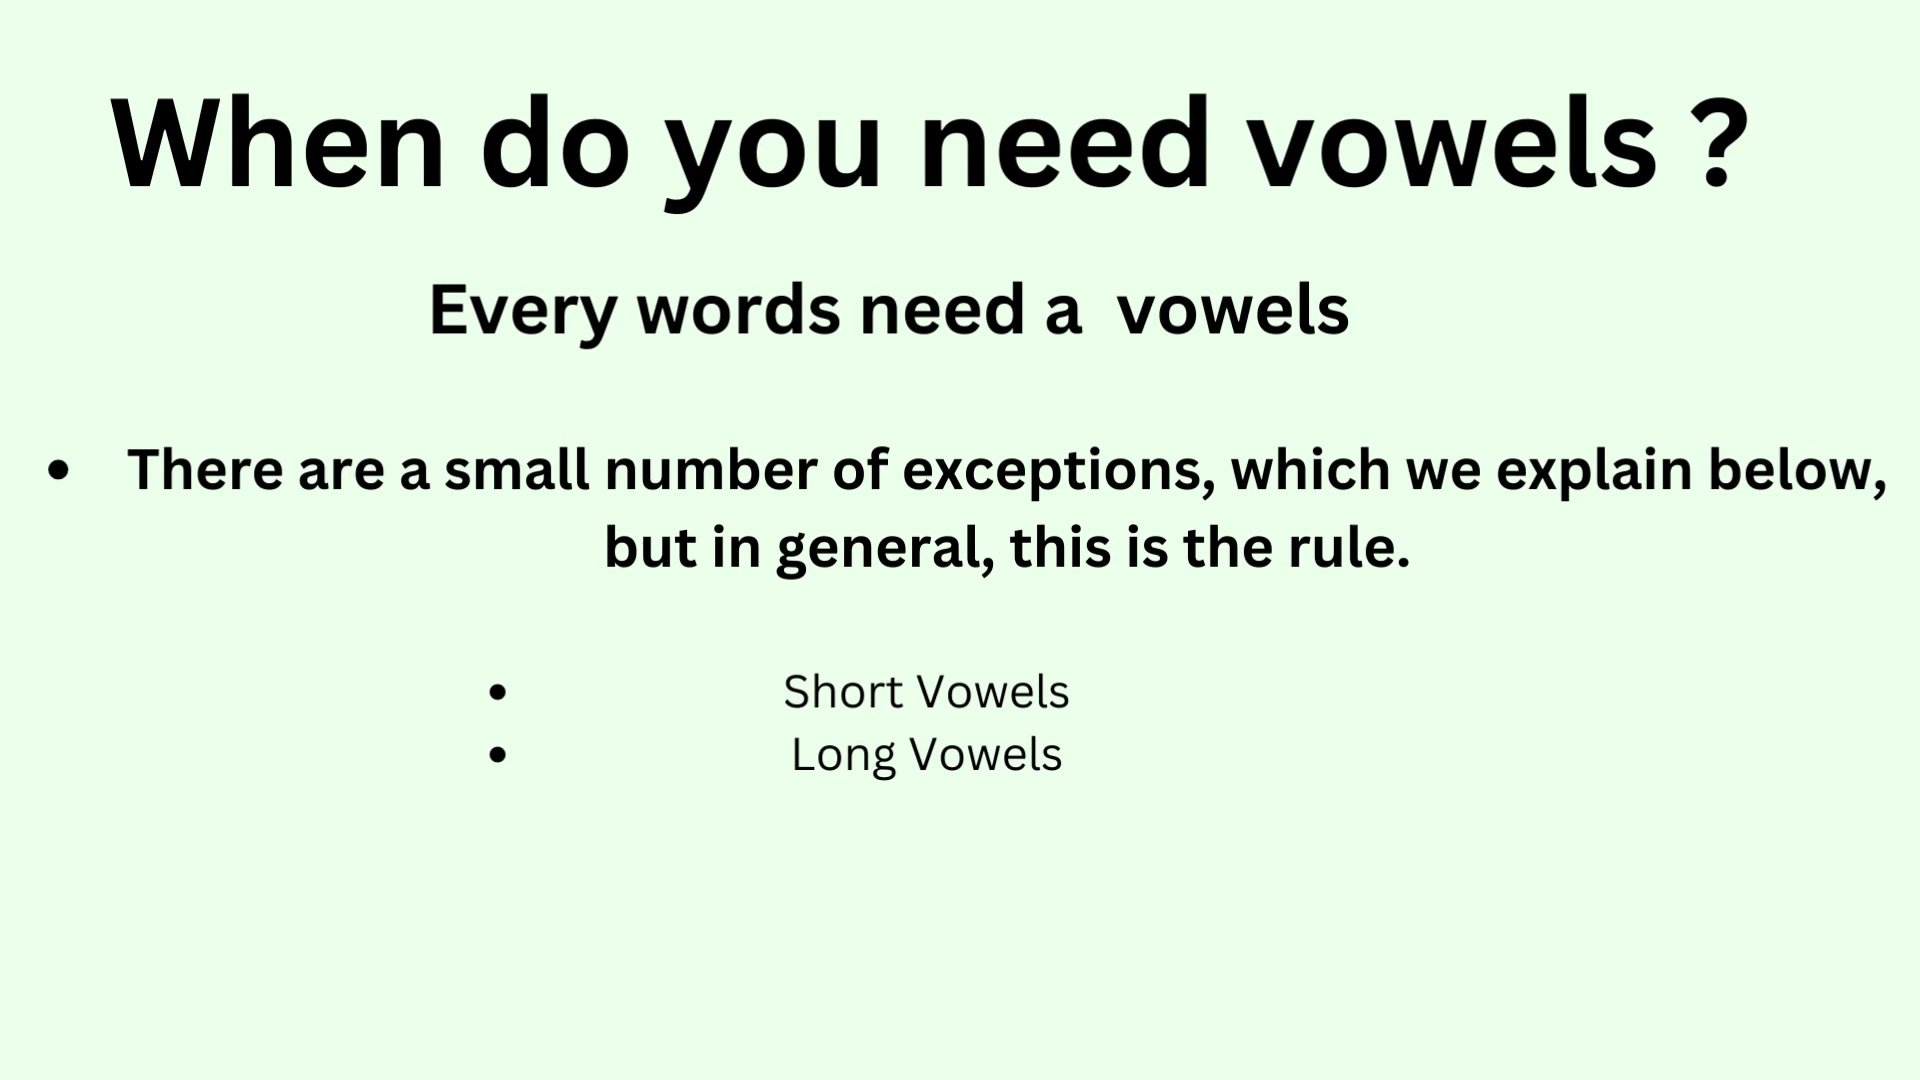 When do you need vowels ?
Every words need a  vowels
• There are a small number of exceptions, which we explain below,
but in general, this is the rule.
• Short Vowels
• Long Vowels